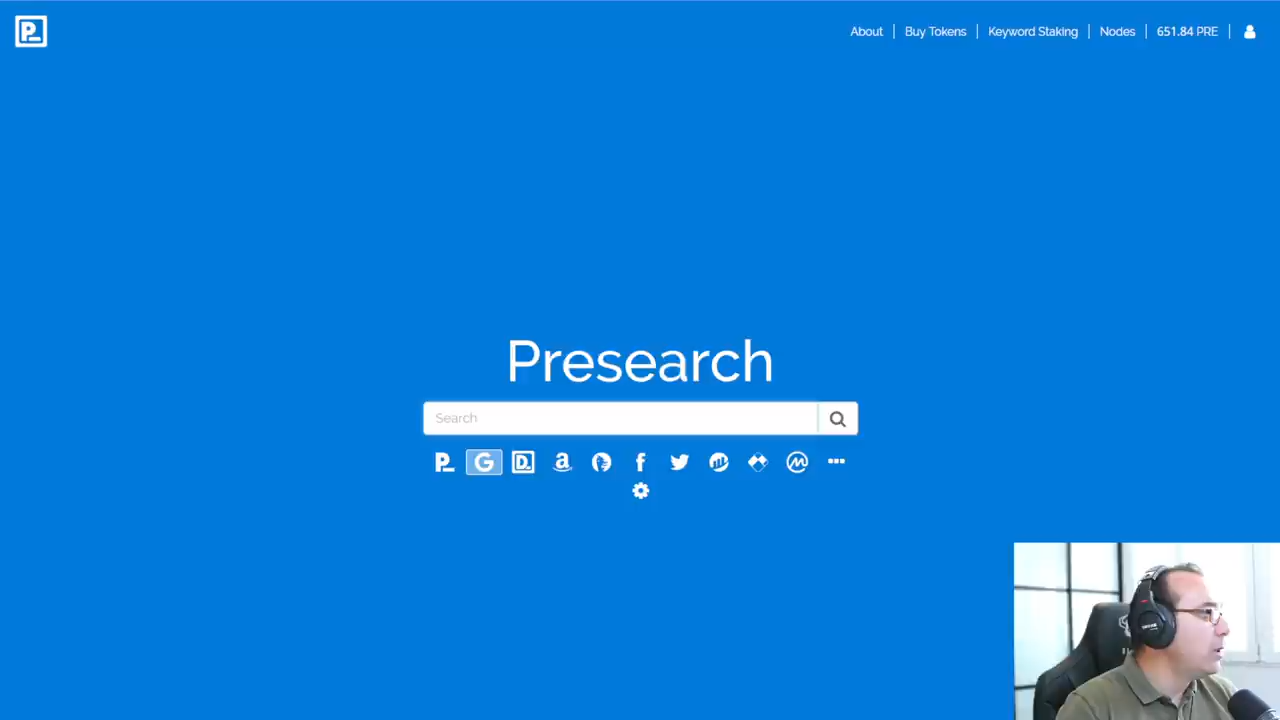 About
Buy Tokens
Keyword Staking
Nodes
651.84 PRE
Presearch
Search